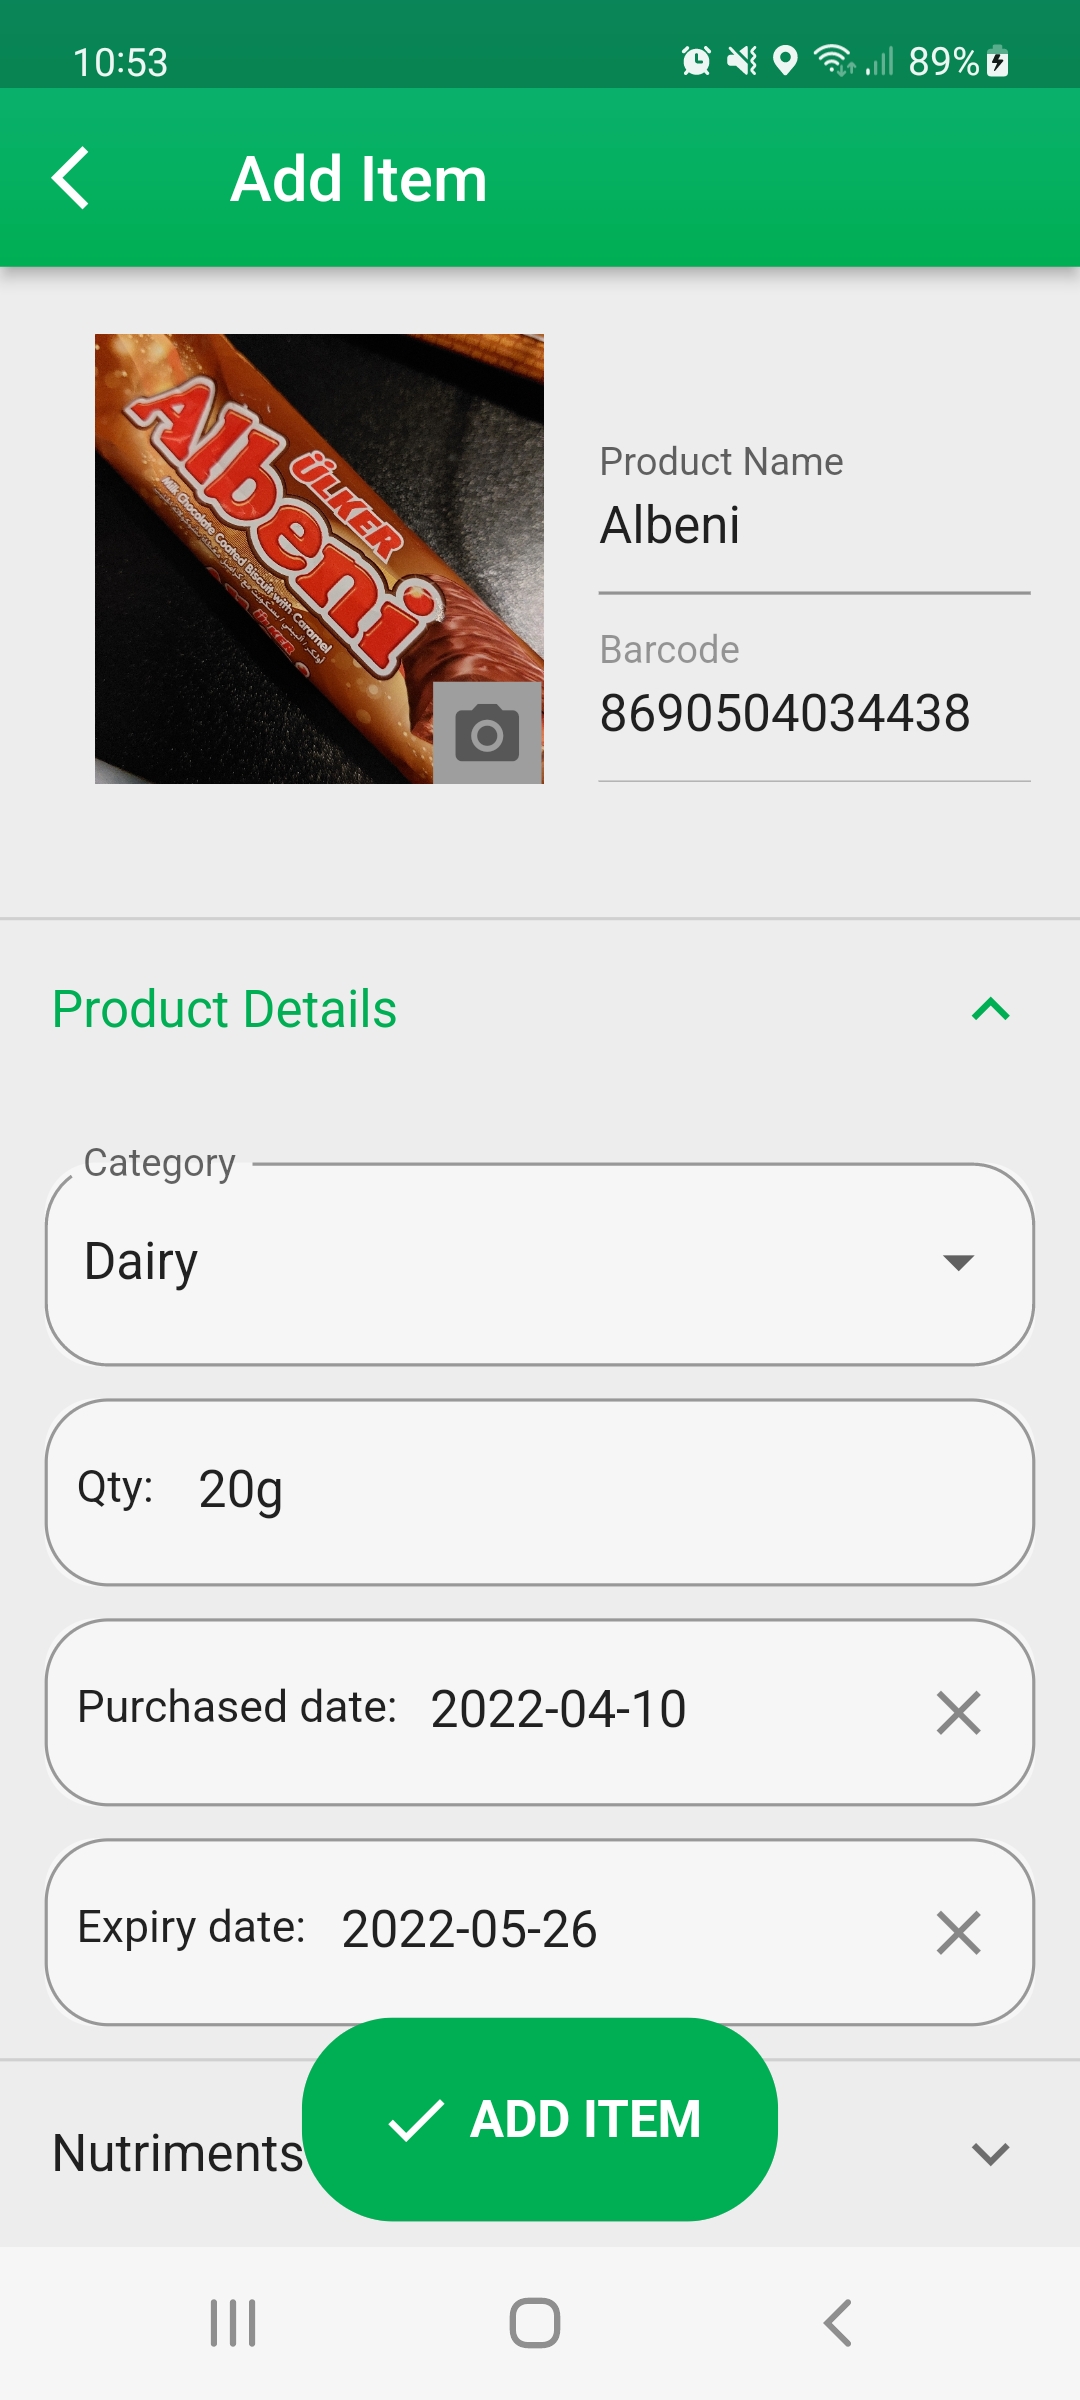 10:53
89%
Add Item
Albeni
ÜLKER
Milk Chocolate Coated Biscuit with Caramel
Product Name
Albeni
Barcode
8690504034438
Product Details
Category
Dairy
Qty: 20g
Purchased date: 2022-04-10
Expiry date: 2022-05-26
Nutriments
ADD ITEM